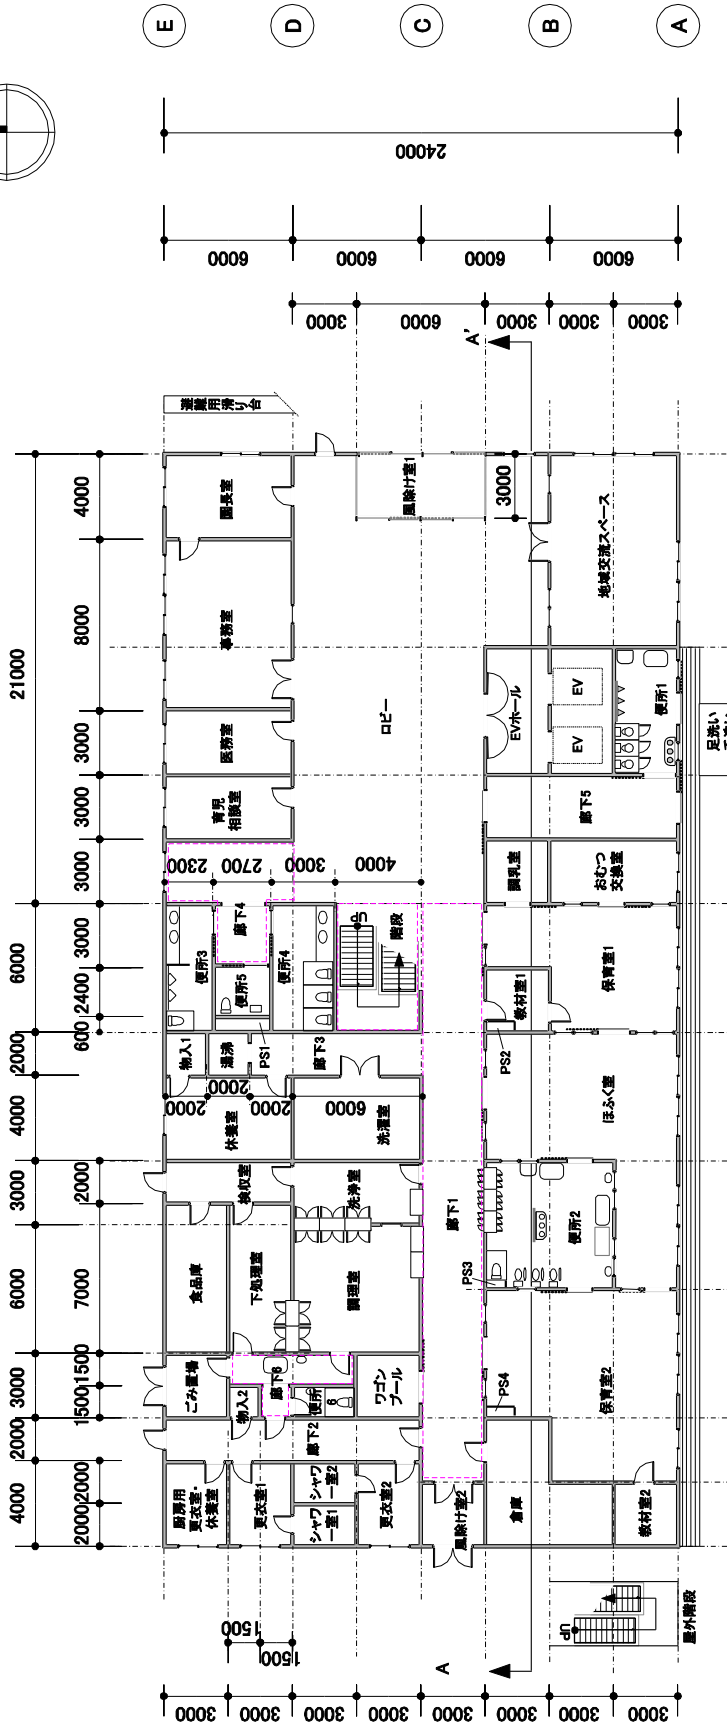 E
D
C
B
A
24000
6000
6000
6000
6000
3000
6000
3000
3000
3000
A'
避難用滑り台
21000
4000
8000
3000
3000
3000
園長室
事務室
医務室
育児
相談室
風除け室1
3000
ロビー
地域交流スペース
EVホール
EV
EV
便所1
足洗い
廊下5
調乳室
おむつ
交換室
2300
2700
3000
4000
6000
3000
2400
600
便所3
廊下4
便所5
便所4
UP
階段
保育室1
教材室1
PS2
2000
物入1
湯沸
PS1
廊下3
2000
2000
2000
6000
4000
休養室
洗濯室
ほふく室
3000
2000
検収室
洗浄室
廊下1
便所2
PS3
6000
7000
食品庫
下処理室
調理室
3000
1500
1500
ごみ置場
物入2
廊下6
便所
6
ワゴン
プール
PS4
保育室2
2000
廊下2
4000
2000
2000
厨房用
更衣室・
休養室
更衣室1
シャワ
ー室1
シャワ
ー室2
更衣室2
風除け室2
倉庫
教材室2
1500
1500
A
UP
屋外階段
3000
3000
3000
3000
3000
3000
3000
3000